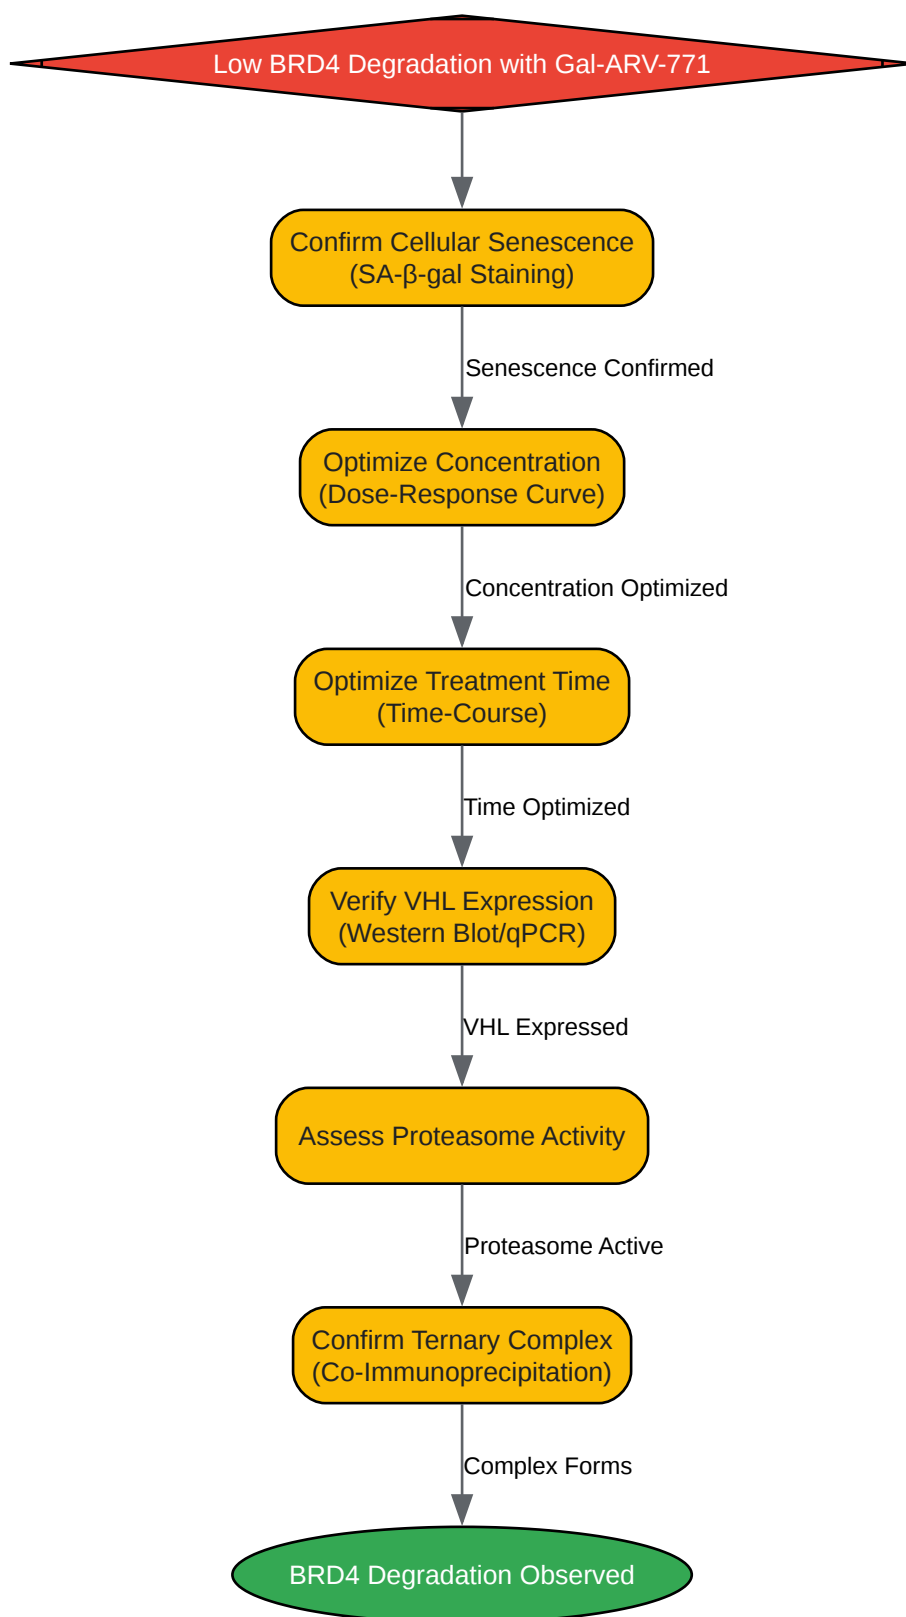 Low BRD4 Degradation with Gal-ARV-771
Confirm Cellular Senescence
(SA-β-gal Staining)
Senescence Confirmed
Optimize Concentration
(Dose-Response Curve)
Concentration Optimized
Optimize Treatment Time
(Time-Course)
Time Optimized
Verify VHL Expression
(Western Blot/qPCR)
VHL Expressed
Assess Proteasome Activity
Proteasome Active
Confirm Ternary Complex
(Co-Immunoprecipitation)
Complex Forms
BRD4 Degradation Observed